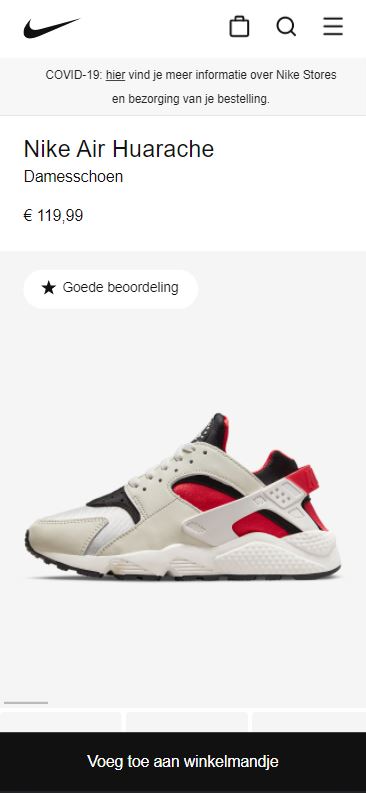 COVID-19: hier vind je meer informatie over Nike Stores
en bezorging van je bestelling.
Nike Air Huarache
Damesschoen
€ 119,99
Goede beoordeling
Voeg toe aan winkelmandje